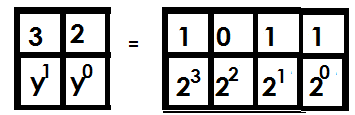 3 2 = 1 0 1 1
y¹ y⁰ 2³ 2² 2¹ 2⁰